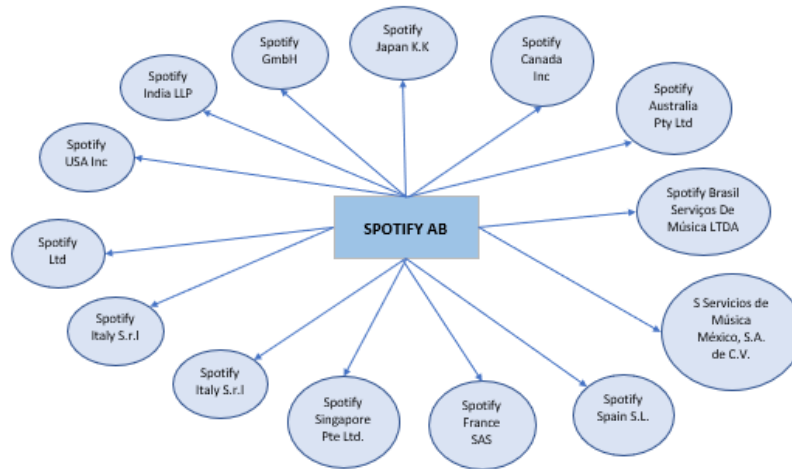 Spotify
Japan K.K
Spotify
GmbH
Spotify
Canada
Inc
Spotify
India LLP
Spotify
Australia
Pty Ltd
Spotify
USA Inc
Spotify Brasil
Serviços De
Música LTDA
SPOTIFY AB
Spotify
Ltd
Spotify
Italy S.r.l
S Servicios de
Música
México, S.A.
de C.V.
Spotify
Italy S.r.l
Spotify
Singapore
Pte Ltd.
Spotify
France
SAS
Spotify
Spain S.L.